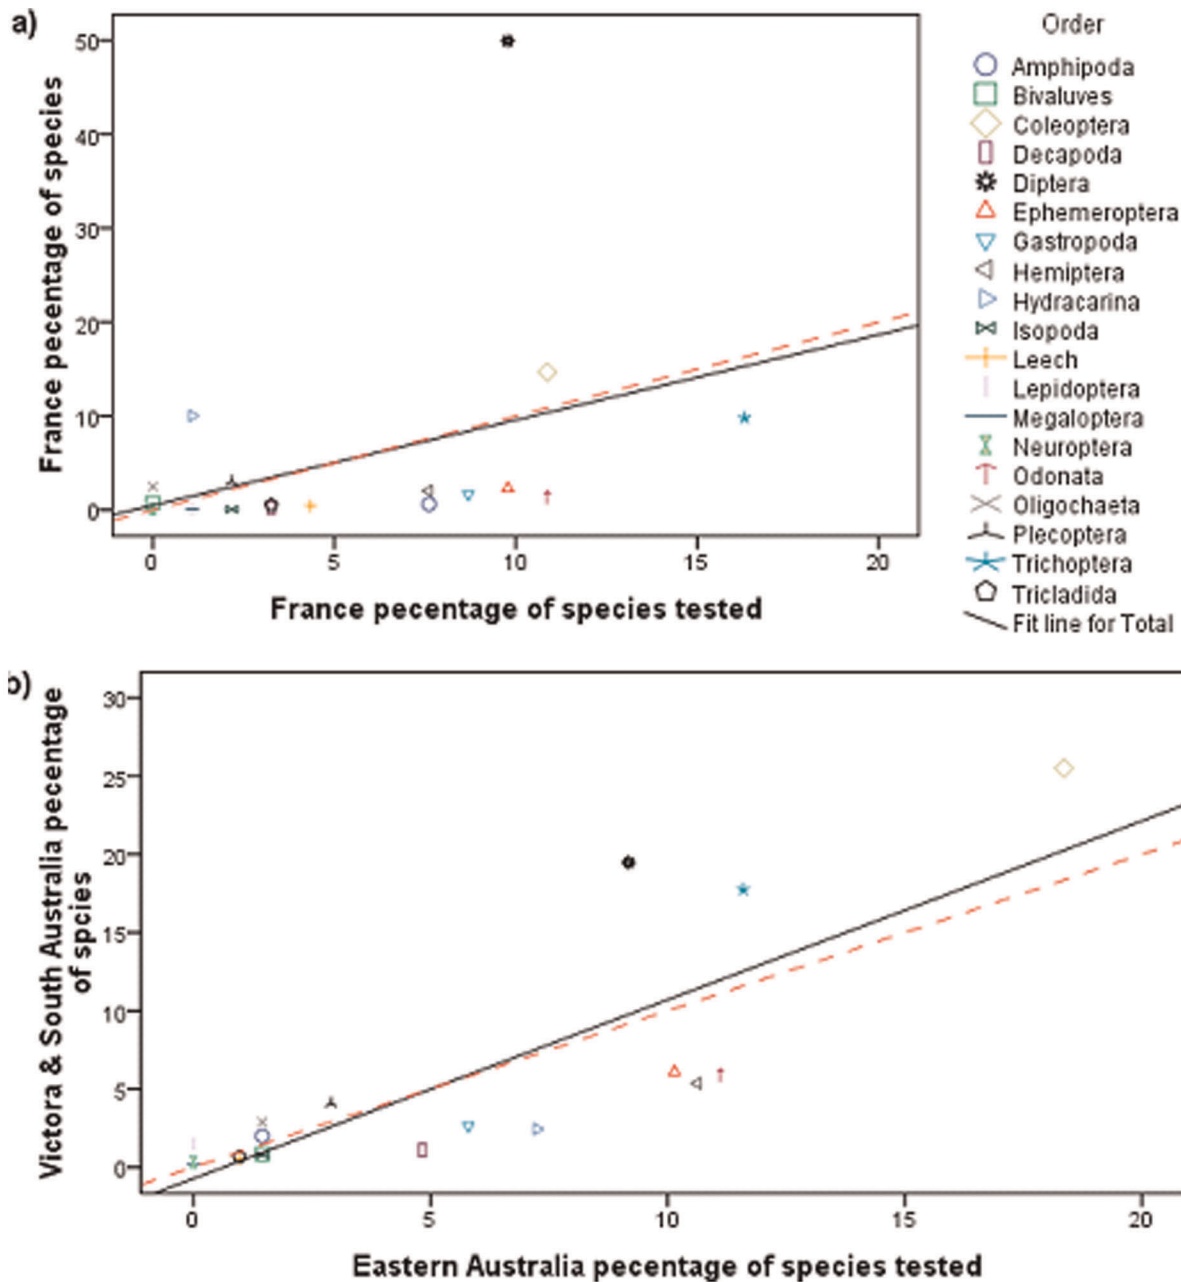 a)
50
40
30
20
10
0
France pecentage of species
0 5 10 15 20
France pecentage of species tested
Order
Amphipoda
Bivaluves
Coleoptera
Decapoda
Diptera
Ephemeroptera
Gastropoda
Hemiptera
Hydracarina
Isopoda
Leech
Lepidoptera
Megaloptera
Neuroptera
Odonata
Oligochaeta
Plecoptera
Trichoptera
Tricladida
Fit line for Total
b)
30
25
20
15
10
5
0
Victora & South Australia pecentage
of spcies
0 5 10 15 20
Eastern Australia pecentage of species tested